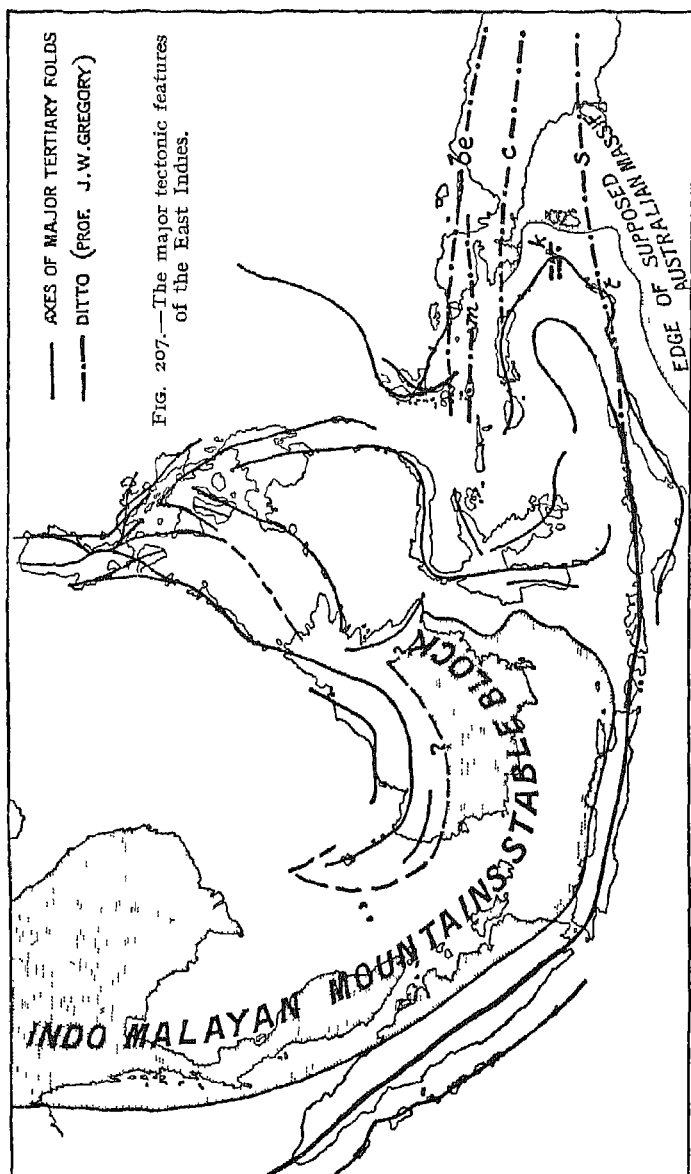 AXES OF MAJOR TERTIARY FOLDS
DITTO (PROF. J.W.GREGORY)
FIG. 207.—The major tectonic features
of the East Indies.
INDO MALAYAN MOUNTAINS STABLE BLOCK
?
?
?
be
m
c
k
s
t
EDGE OF SUPPOSED
AUSTRALIAN MASSIF